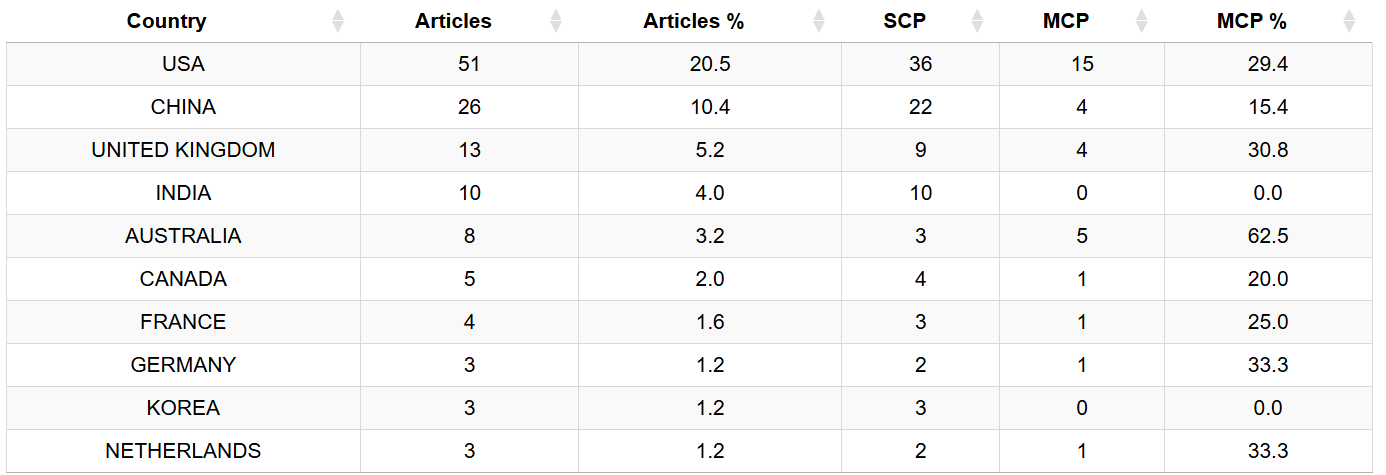 Country Articles Articles % SCP MCP MCP %
USA 51 20.5 36 15 29.4
CHINA 26 10.4 22 4 15.4
UNITED KINGDOM 13 5.2 9 4 30.8
INDIA 10 4.0 10 0 0.0
AUSTRALIA 8 3.2 3 5 62.5
CANADA 5 2.0 4 1 20.0
FRANCE 4 1.6 3 1 25.0
GERMANY 3 1.2 2 1 33.3
KOREA 3 1.2 3 0 0.0
NETHERLANDS 3 1.2 2 1 33.3